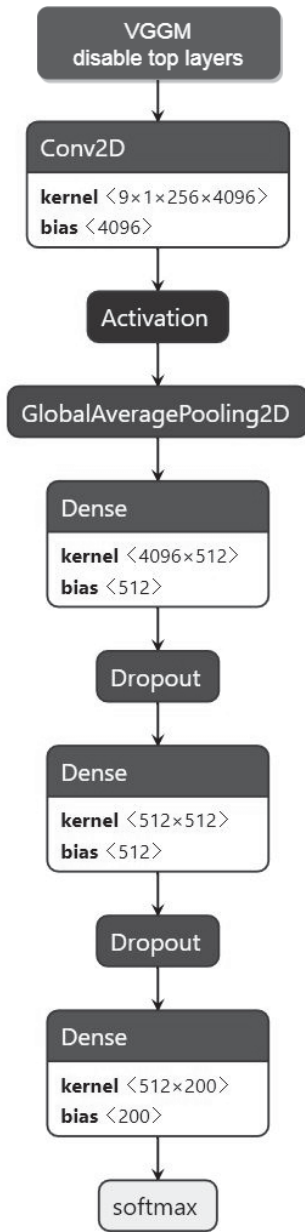 VGGM
disable top layers
Conv2D
kernel 〈9×1×256×4096〉
bias 〈4096〉
Activation
GlobalAveragePooling2D
Dense
kernel 〈4096×512〉
bias 〈512〉
Dropout
Dense
kernel 〈512×512〉
bias 〈512〉
Dropout
Dense
kernel 〈512×200〉
bias 〈200〉
softmax